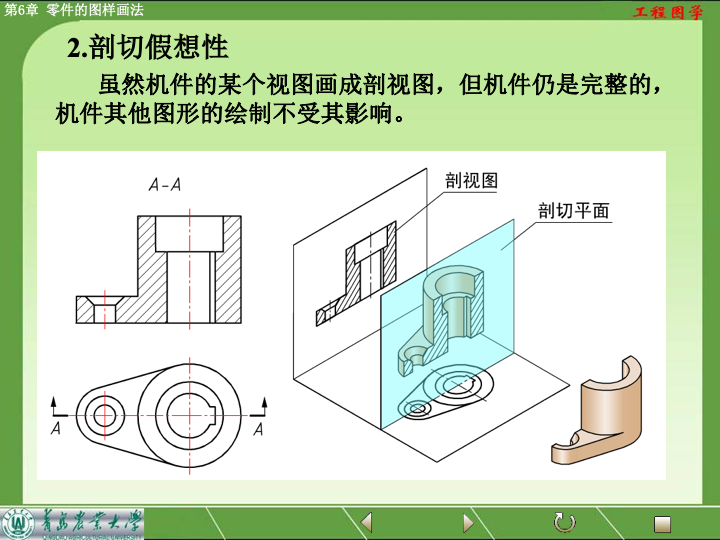 第6章 零件的图样画法
工程图学
2.剖切假想性
虽然机件的某个视图画成剖视图，但机件仍是完整的，
机件其他图形的绘制不受其影响。
A-A
剖视图
剖切平面
A
A
青岛农业大学